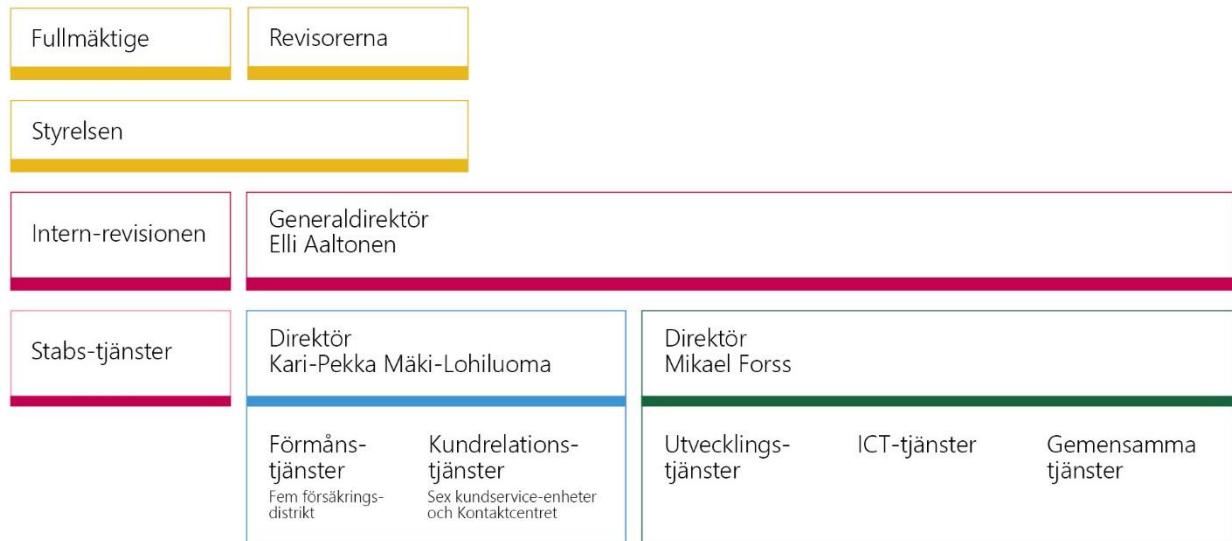 Fullmäktige
Revisorerna
Styrelsen
Intern-revisionen
Generaldirektör
Elli Aaltonen
Stabs-tjänster
Direktör
Kari-Pekka Mäki-Lohiluoma
Direktör
Mikael Forss
Förmåns-
tjänster
Fem försäkrings-
distrikt
Kundrelations-
tjänster
Sex kundservice-enheter
och Kontaktcentret
Utvecklings-
tjänster
ICT-tjänster
Gemensamma
tjänster